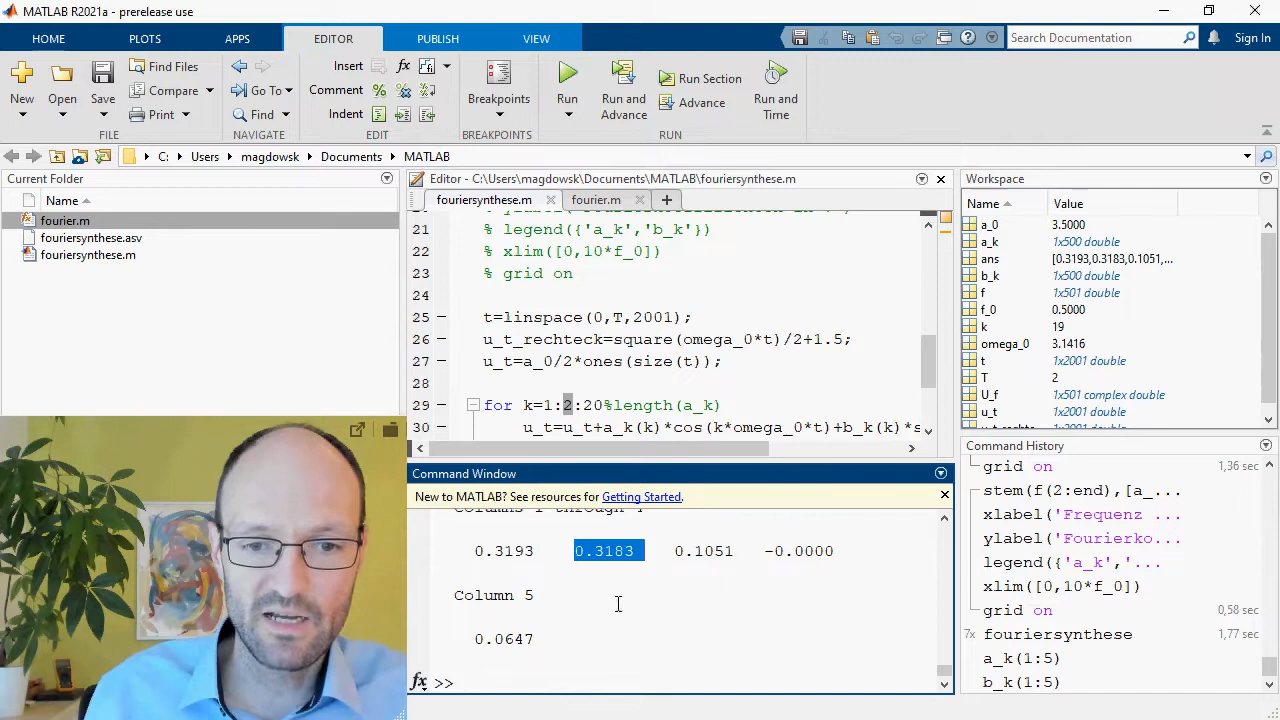 MATLAB R2021a - prerelease use
HOME PLOTS APPS EDITOR PUBLISH VIEW Search Documentation Sign In
New Open Save Find Files Compare Print Go To Find Insert Comment Indent Breakpoints Run Run and Advance Run Section Advance Run and Time
FILE NAVIGATE EDIT BREAKPOINTS RUN
C: Users magdowsk Documents MATLAB
Current Folder
Name
fourier.m
fouriersynthese.asv
fouriersynthese.m
Editor - C:\Users\magdowsk\Documents\MATLAB\fouriersynthese.m
fouriersynthese.m fourier.m
21 % legend({'a_k','b_k'})
22 % xlim([0,10*f_0])
23 % grid on
24
25 t=linspace(0,T,2001);
26 u_t_rechteck=square(omega_0*t)/2+1.5;
27 u_t=a_0/2*ones(size(t));
28
29 for k=1:2:20%length(a_k)
30 u_t=u_t+a_k(k)*cos(k*omega_0*t)+b_k(k)*s
Command Window
New to MATLAB? See resources for Getting Started.
0.3193 0.3183 0.1051 -0.0000
Column 5
0.0647
fx >>
Workspace
Name Value
a_0 3.5000
a_k 1x500 double
ans [0.3193,0.3183,0.1051,...
b_k 1x500 double
f 1x501 double
f_0 0.5000
k 19
omega_0 3.1416
t 1x2001 double
T 2
U_f 1x501 complex double
u_t 1x2001 double
Command History
grid on 1,36 sec
stem(f(2:end),[a_...
xlabel('Frequenz ...
ylabel('Fourierko...
legend({'a_k','...
xlim([0,10*f_0])
grid on 0,58 sec
7x fouriersynthese 1,77 sec
a_k(1:5)
b_k(1:5)